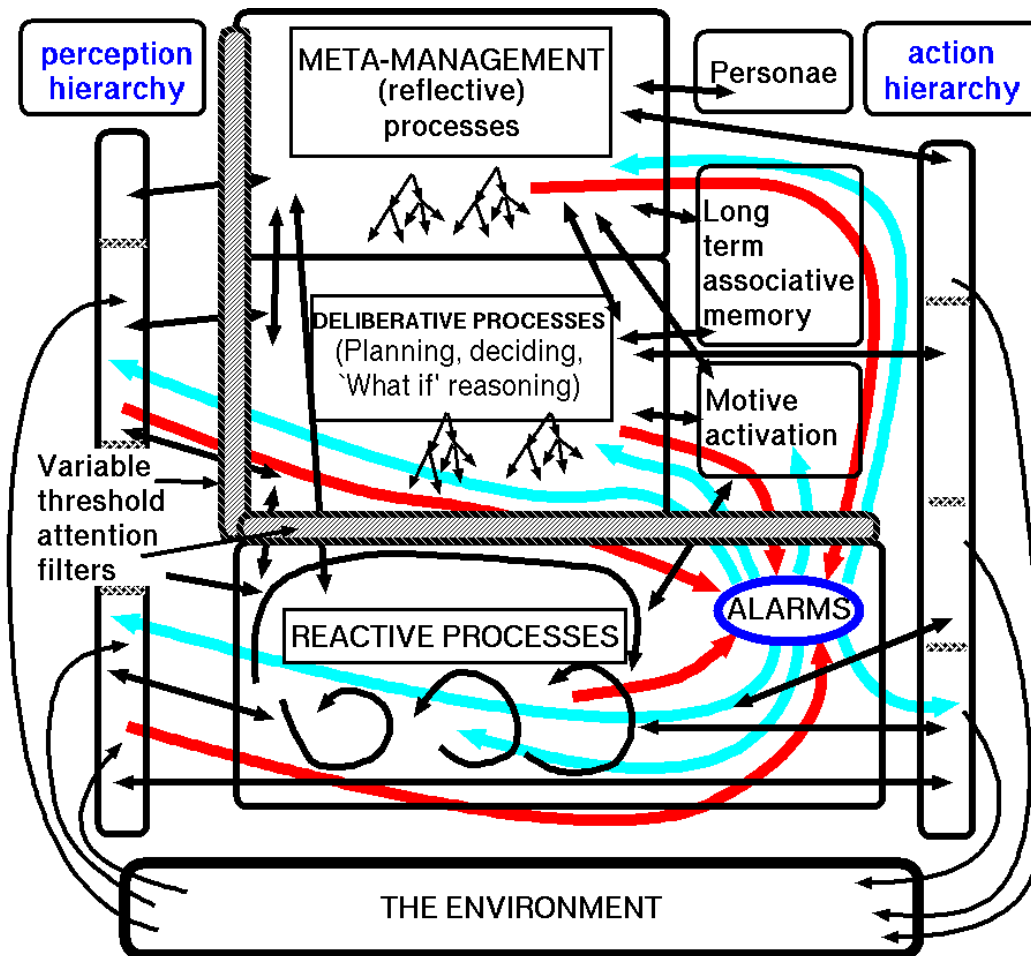 perception
hierarchy
META-MANAGEMENT
(reflective)
processes
Personae
action
hierarchy
Long
term
associative
memory
DELIBERATIVE PROCESSES
(Planning, deciding,
`What if' reasoning)
Motive
activation
Variable
threshold
attention
filters
ALARMS
REACTIVE PROCESSES
THE ENVIRONMENT